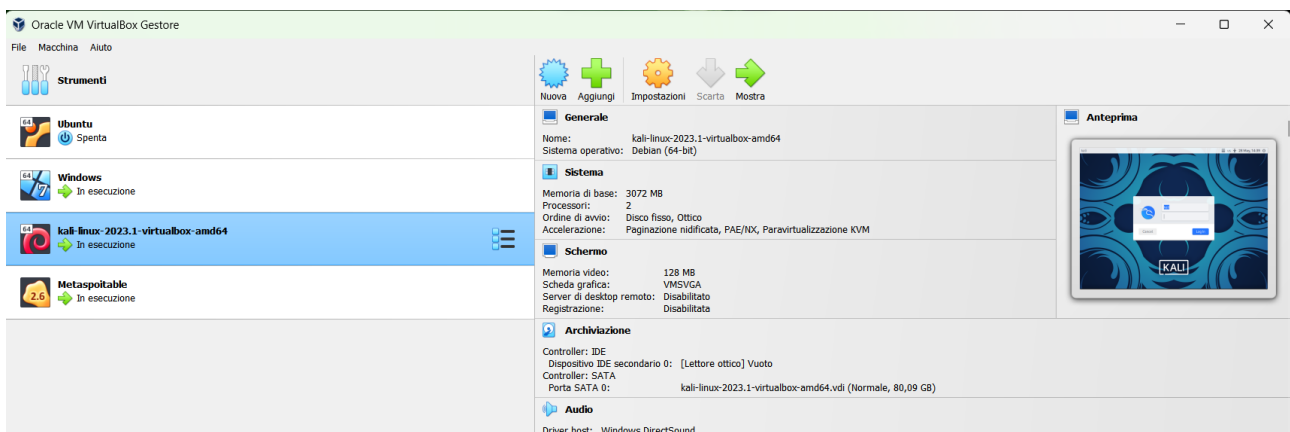 Oracle VM VirtualBox Gestore
File Macchina Aiuto
Strumenti
Nuova Aggiungi Impostazioni Scarta Mostra
64
Ubuntu
Spenta
64
Windows
In esecuzione
64
kali-linux-2023.1-virtualbox-amd64
In esecuzione
2.6
Metaspoitable
In esecuzione
Generale
Nome: kali-linux-2023.1-virtualbox-amd64
Sistema operativo: Debian (64-bit)
Sistema
Memoria di base: 3072 MB
Processori: 2
Ordine di avvio: Disco fisso, Ottico
Accelerazione: Paginazione nidificata, PAE/NX, Paravirtualizzazione KVM
Schermo
Memoria video: 128 MB
Scheda grafica: VMSVGA
Server di desktop remoto: Disabilitato
Registrazione: Disabilitata
Archiviazione
Controller: IDE
Dispositivo IDE secondario 0: [Lettore ottico] Vuoto
Controller: SATA
Porta SATA 0: kali-linux-2023.1-virtualbox-amd64.vdi (Normale, 80,09 GB)
Audio
Driver host: Windows DirectSound
Anteprima
KALI